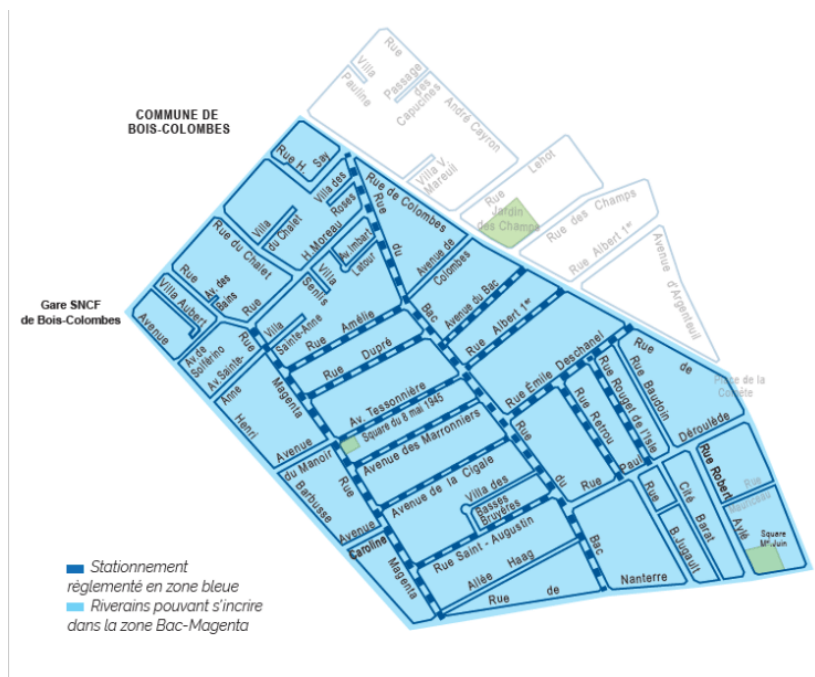 COMMUNE DE
BOIS-COLOMBES
Rue
Villa
Pauline
Passage
des
Capucines
André Cayron
Villa V.
Mareuil
Rue H. Say
Villa des
Roses
Rue de Colombes
Rue Lehot
Jardin
des Champs
Rue des Champs
Rue Albert 1er
Avenue d'Argenteuil
Villa
du Chalet
Rue du Chalet
H. Moreau
Av. Imbart
Latour
Rue du Bac
Avenue de
Colombes
Gare SNCF
de Bois-Colombes
Villa Aubert
Rue
Av. des
Bains
Rue
Villa
Senlis
Avenue
Av. de
Solférino
Av. Sainte-
Anne
Villa
Sainte-Anne
Rue Amélie
Rue Dupré
Avenue du Bac
Rue Albert 1er
Rue Magenta
Henri
Barbusse
Av. Tessonnière
Square du 8 mai 1945
Rue Émile Deschanel
Rue de
Place de la
Comète
Avenue
du Manoir
Avenue des Marronniers
Rue Retrou
Rue Rouget de l'Isle
Rue Baudoin
Rue Paul Déroulède
Avenue de la Cigale
Villa des
Basses
Bruyères
Rue du Bac
Avenue
Caroline
Rue Magenta
Rue Saint - Augustin
Allée Haag
Rue de Nanterre
Rue
B.Jugault
Cité Barat
Rue Robert
Avlé
Rue
Square
Mal Juin
Stationnement
règlementé en zone bleue
Riverains pouvant s'incrire
dans la zone Bac-Magenta